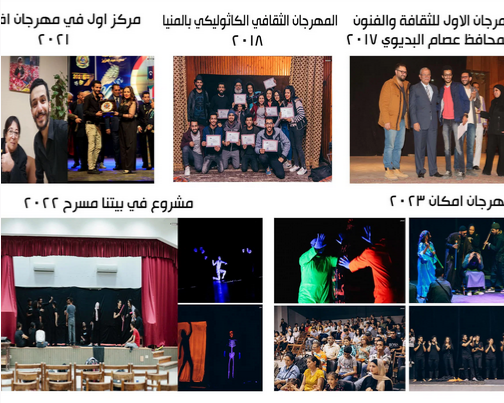 مهرجان الاول للثقافة والفنون
محافظ عصام البديوي ٢٠١٧
المهرجان الثقافي الكاثوليكي بالمنيا
٢٠١٨
مركز اول في مهرجان
٢٠٢١
مهرجان امكان ٢٠٢٣
مشروع في بيتنا مسرح ٢٠٢٢